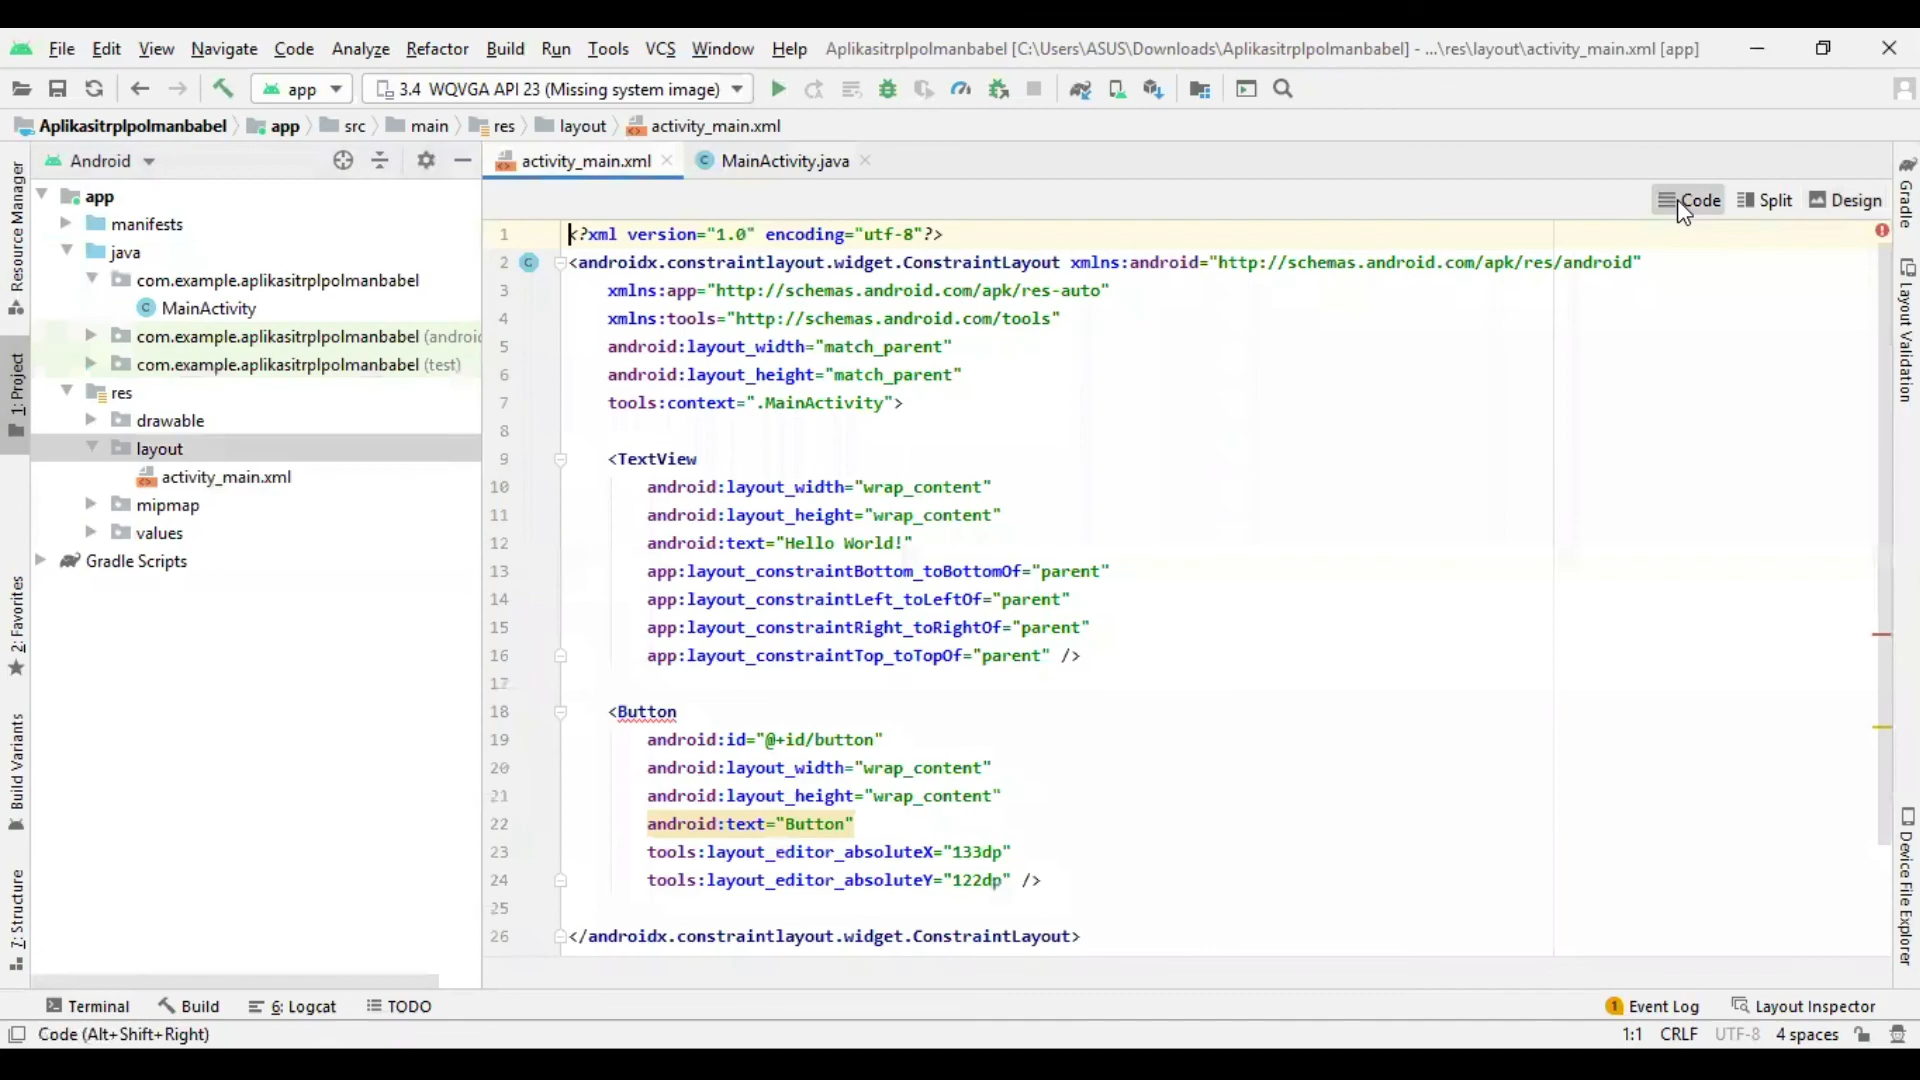 File Edit View Navigate Code Analyze Refactor Build Run Tools VCS Window Help Aplikasitrplpolmanbabel [C:\Users\ASUS\Downloads\Aplikasitrplpolmanbabel] - ...\res\layout\activity_main.xml [app]
app 3.4 WQVGA API 23 (Missing system image)
Aplikasitrplpolmanbabel app src main res layout activity_main.xml
Android activity_main.xml MainActivity.java
Code Split Design
Resource Manager
1: Project
2: Favorites
Build Variants
7: Structure
app
manifests
java
com.example.aplikasitrplpolmanbabel
MainActivity
com.example.aplikasitrplpolmanbabel (androi
com.example.aplikasitrplpolmanbabel (test)
res
drawable
layout
activity_main.xml
mipmap
values
Gradle Scripts
1 <?xml version="1.0" encoding="utf-8"?>
2 <androidx.constraintlayout.widget.ConstraintLayout xmlns:android="http://schemas.android.com/apk/res/android"
3 xmlns:app="http://schemas.android.com/apk/res-auto"
4 xmlns:tools="http://schemas.android.com/tools"
5 android:layout_width="match_parent"
6 android:layout_height="match_parent"
7 tools:context=".MainActivity">
8
9 <TextView
10 android:layout_width="wrap_content"
11 android:layout_height="wrap_content"
12 android:text="Hello World!"
13 app:layout_constraintBottom_toBottomOf="parent"
14 app:layout_constraintLeft_toLeftOf="parent"
15 app:layout_constraintRight_toRightOf="parent"
16 app:layout_constraintTop_toTopOf="parent" />
17
18 <Button
19 android:id="@+id/button"
20 android:layout_width="wrap_content"
21 android:layout_height="wrap_content"
22 android:text="Button"
23 tools:layout_editor_absoluteX="133dp"
24 tools:layout_editor_absoluteY="122dp" />
25
26 </androidx.constraintlayout.widget.ConstraintLayout>
Gradle
Layout Validation
Device File Explorer
Terminal Build 6: Logcat TODO 1 Event Log Layout Inspector
Code (Alt+Shift+Right) 1:1 CRLF UTF-8 4 spaces